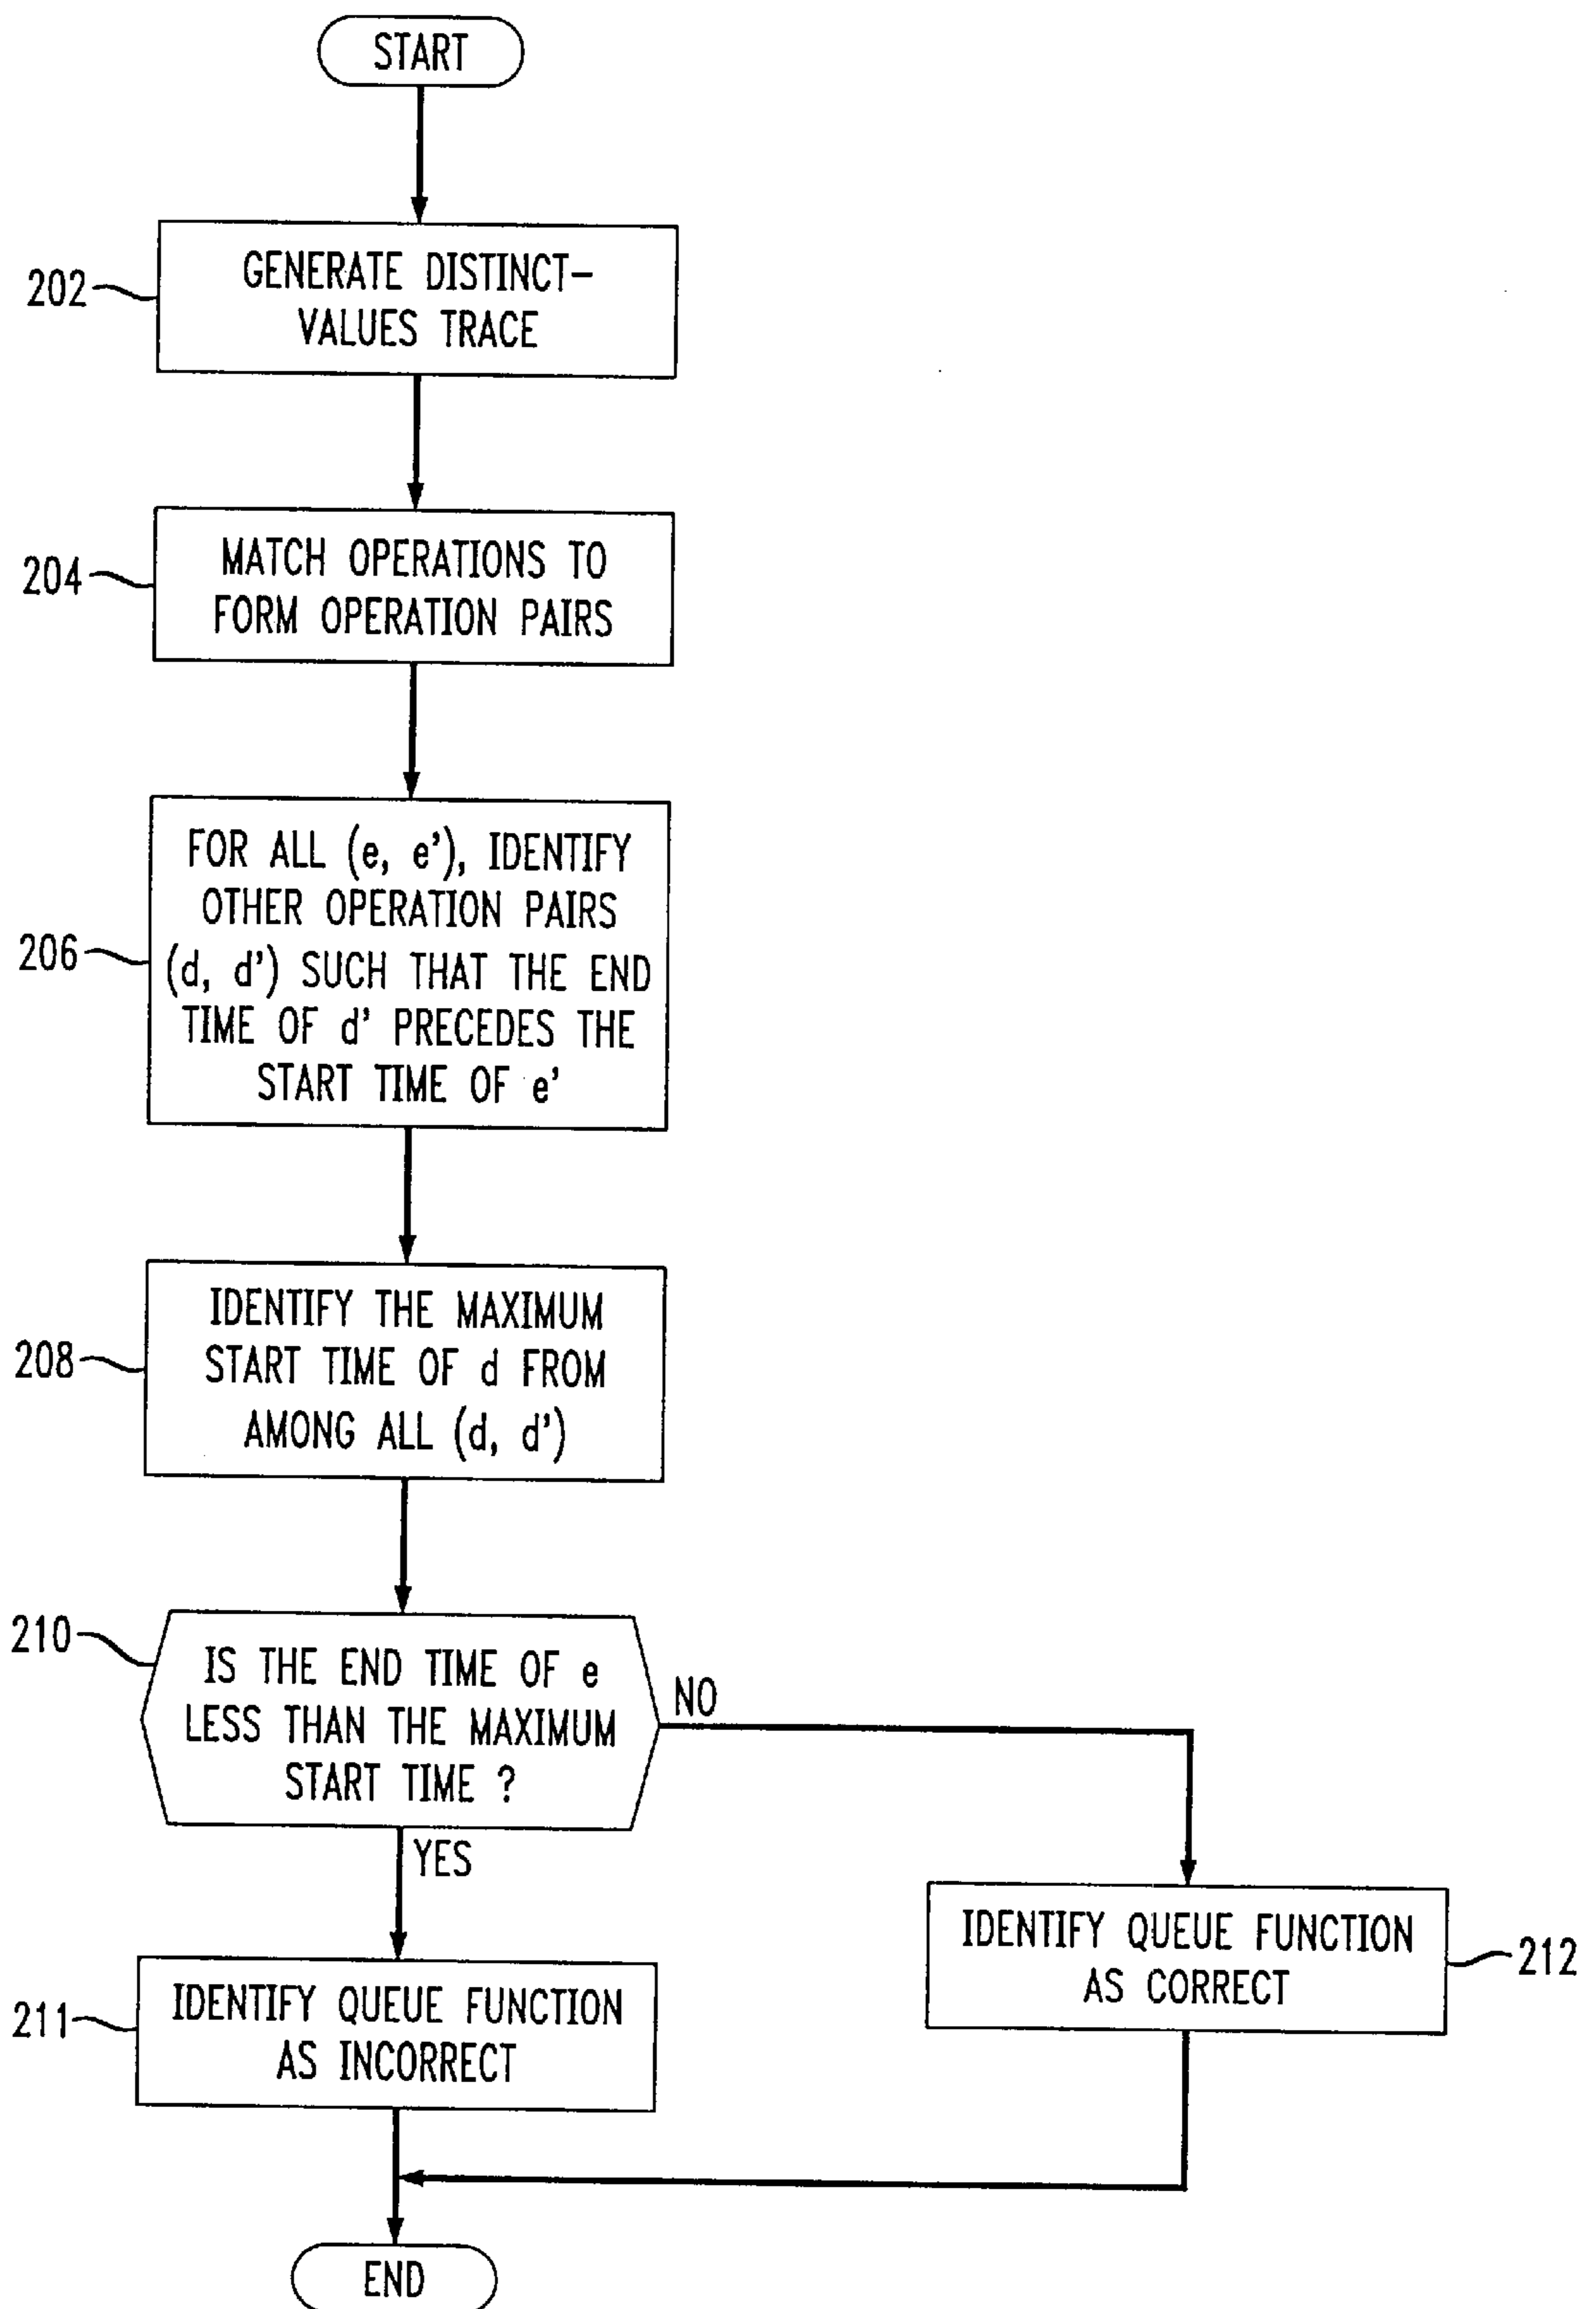 START
202
GENERATE DISTINCT-
VALUES TRACE
204
MATCH OPERATIONS TO
FORM OPERATION PAIRS
206
FOR ALL (e, e'), IDENTIFY
OTHER OPERATION PAIRS
(d, d') SUCH THAT THE END
TIME OF d' PRECEDES THE
START TIME OF e'
208
IDENTIFY THE MAXIMUM
START TIME OF d FROM
AMONG ALL (d, d')
210
IS THE END TIME OF e
LESS THAN THE MAXIMUM
START TIME ?
NO
YES
211
IDENTIFY QUEUE FUNCTION
AS INCORRECT
IDENTIFY QUEUE FUNCTION
AS CORRECT
212
END